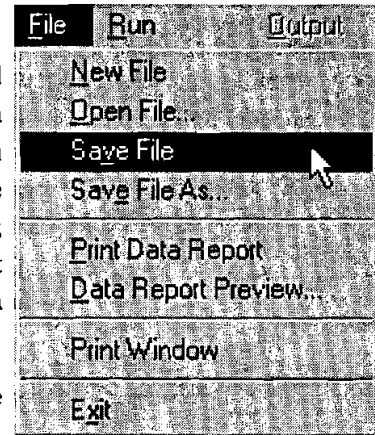 File Run Output
New File
Open File...
Save File
Save File As...
Print Data Report
Data Report Preview...
Print Window
Exit